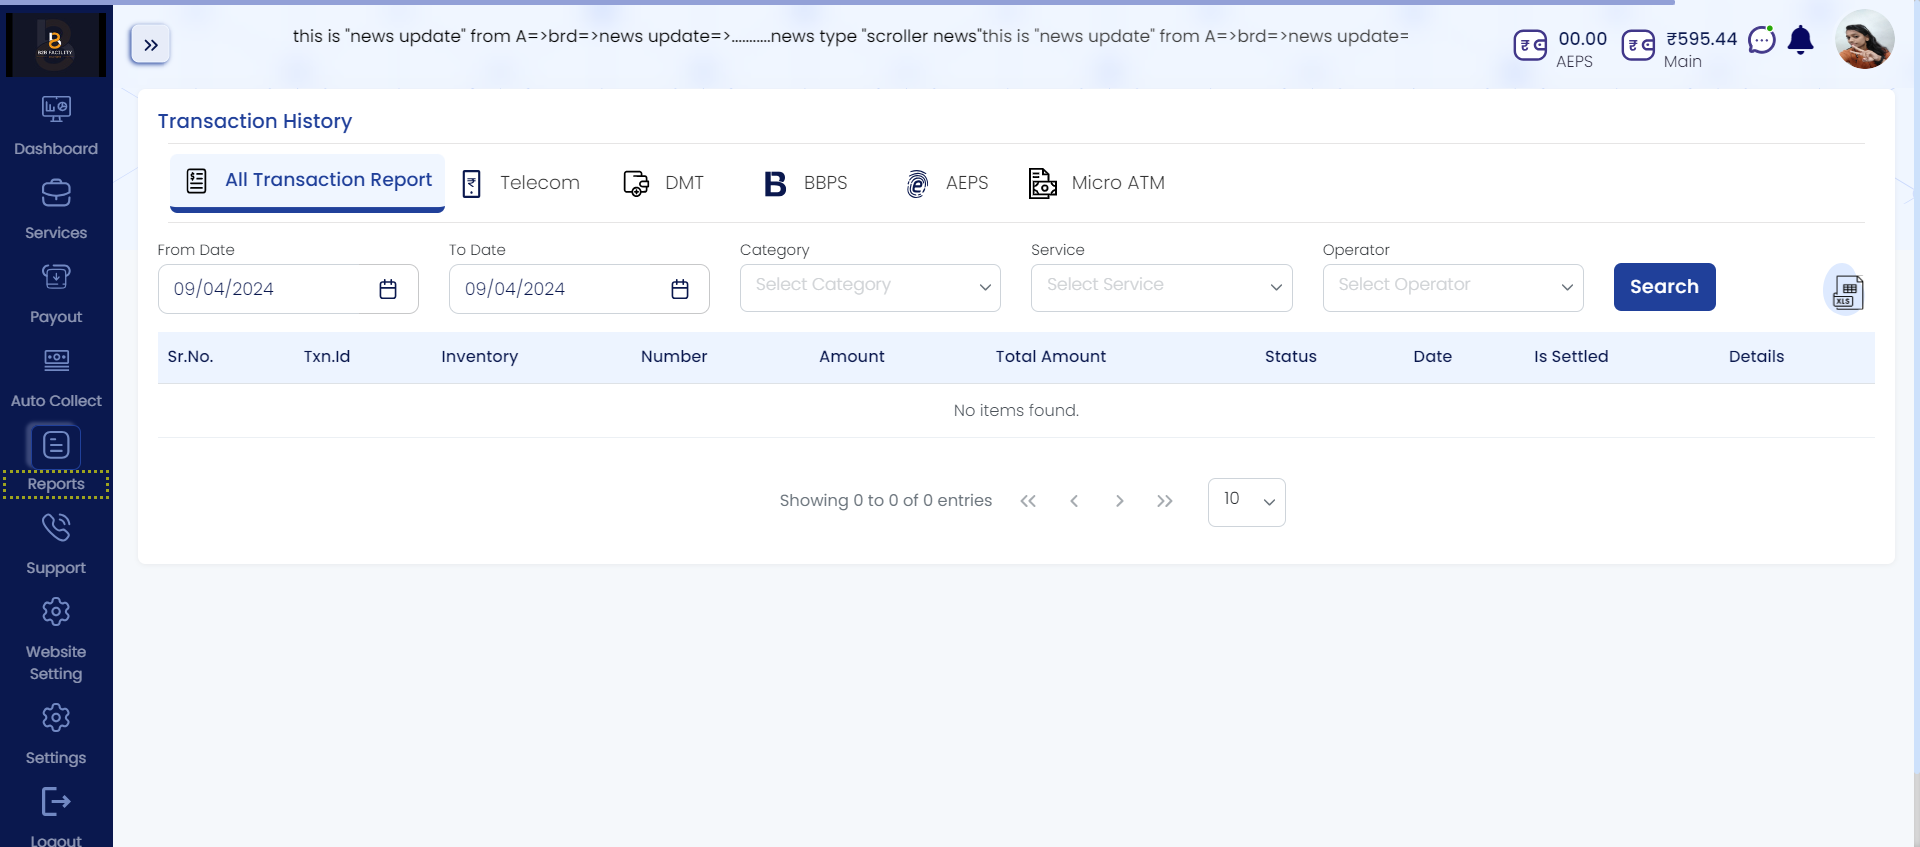 B2B FACILITY
Dashboard
Services
Payout
Auto Collect
Reports
Support
Website
Setting
Settings
Logout
this is "news update" from A=>brd=>news update=>...........news type "scroller news"this is "news update" from A=>brd=>news update=
₹ 00.00
AEPS
₹ ₹595.44
Main
Transaction History
All Transaction Report Telecom DMT BBPS AEPS Micro ATM
From Date To Date Category Service Operator
09/04/2024 09/04/2024 Select Category Select Service Select Operator Search XLS
Sr.No. Txn.Id Inventory Number Amount Total Amount Status Date Is Settled Details
No items found.
Showing 0 to 0 of 0 entries 10